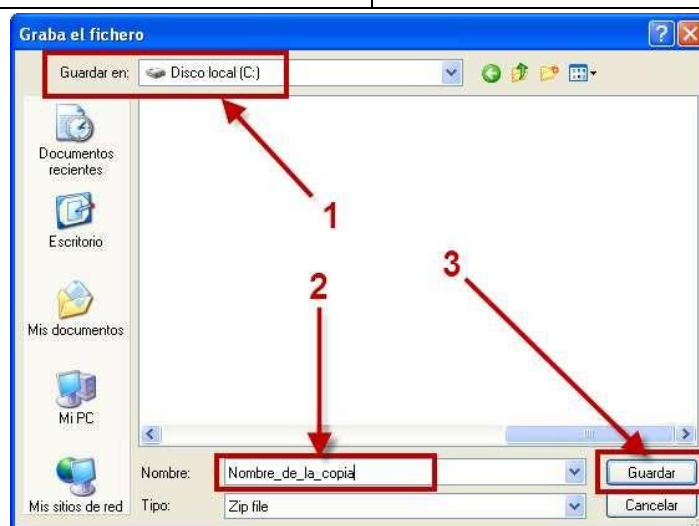 Graba el fichero
Guardar en: Disco local (C:)
Documentos
recientes
Escritorio
1
3
2
Mis documentos
Mi PC
Mis sitios de red
Nombre: Nombre_de_la_copia
Guardar
Tipo: Zip file
Cancelar